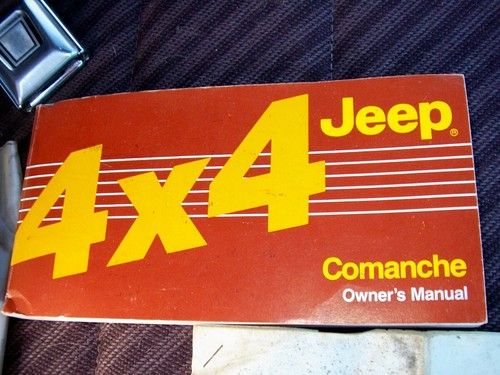 Jeep®
4x4
Comanche
Owner's Manual